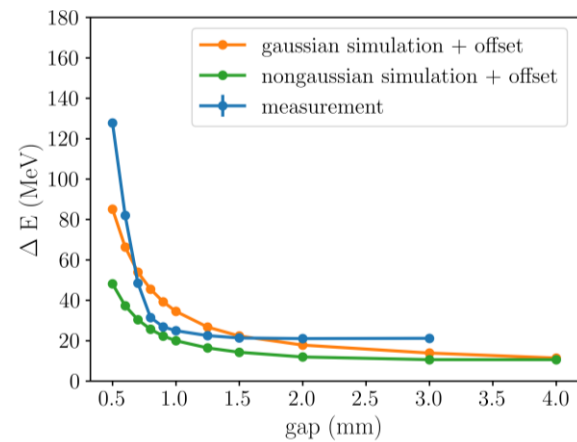 180
160
140
120
100
80
60
40
20
0
Δ E (MeV)
gaussian simulation + offset
nongaussian simulation + offset
measurement
0.5 1.0 1.5 2.0 2.5 3.0 3.5 4.0
gap (mm)